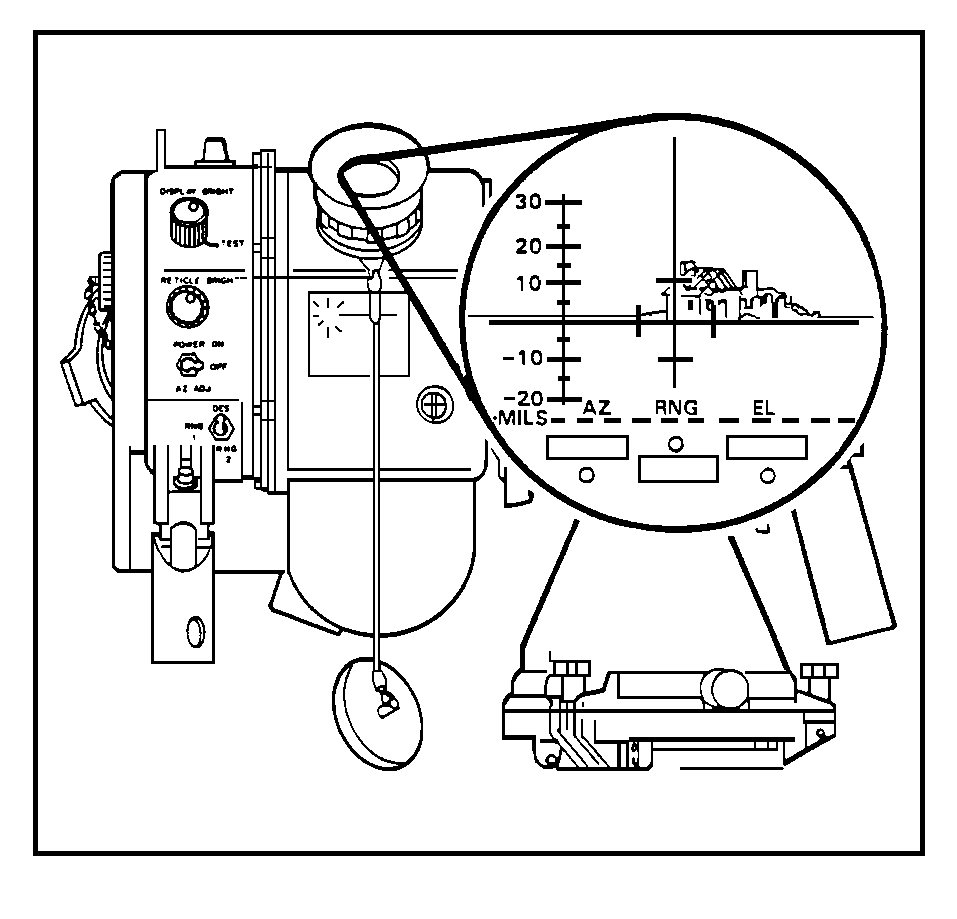 DISPLAY BRIGHT
TEST
RETICLE BRIGHT
POWER ON
OFF
AZ ADJ
DES
RNG
1
RNG
2
30
20
10
-10
-20
MILS
AZ RNG EL